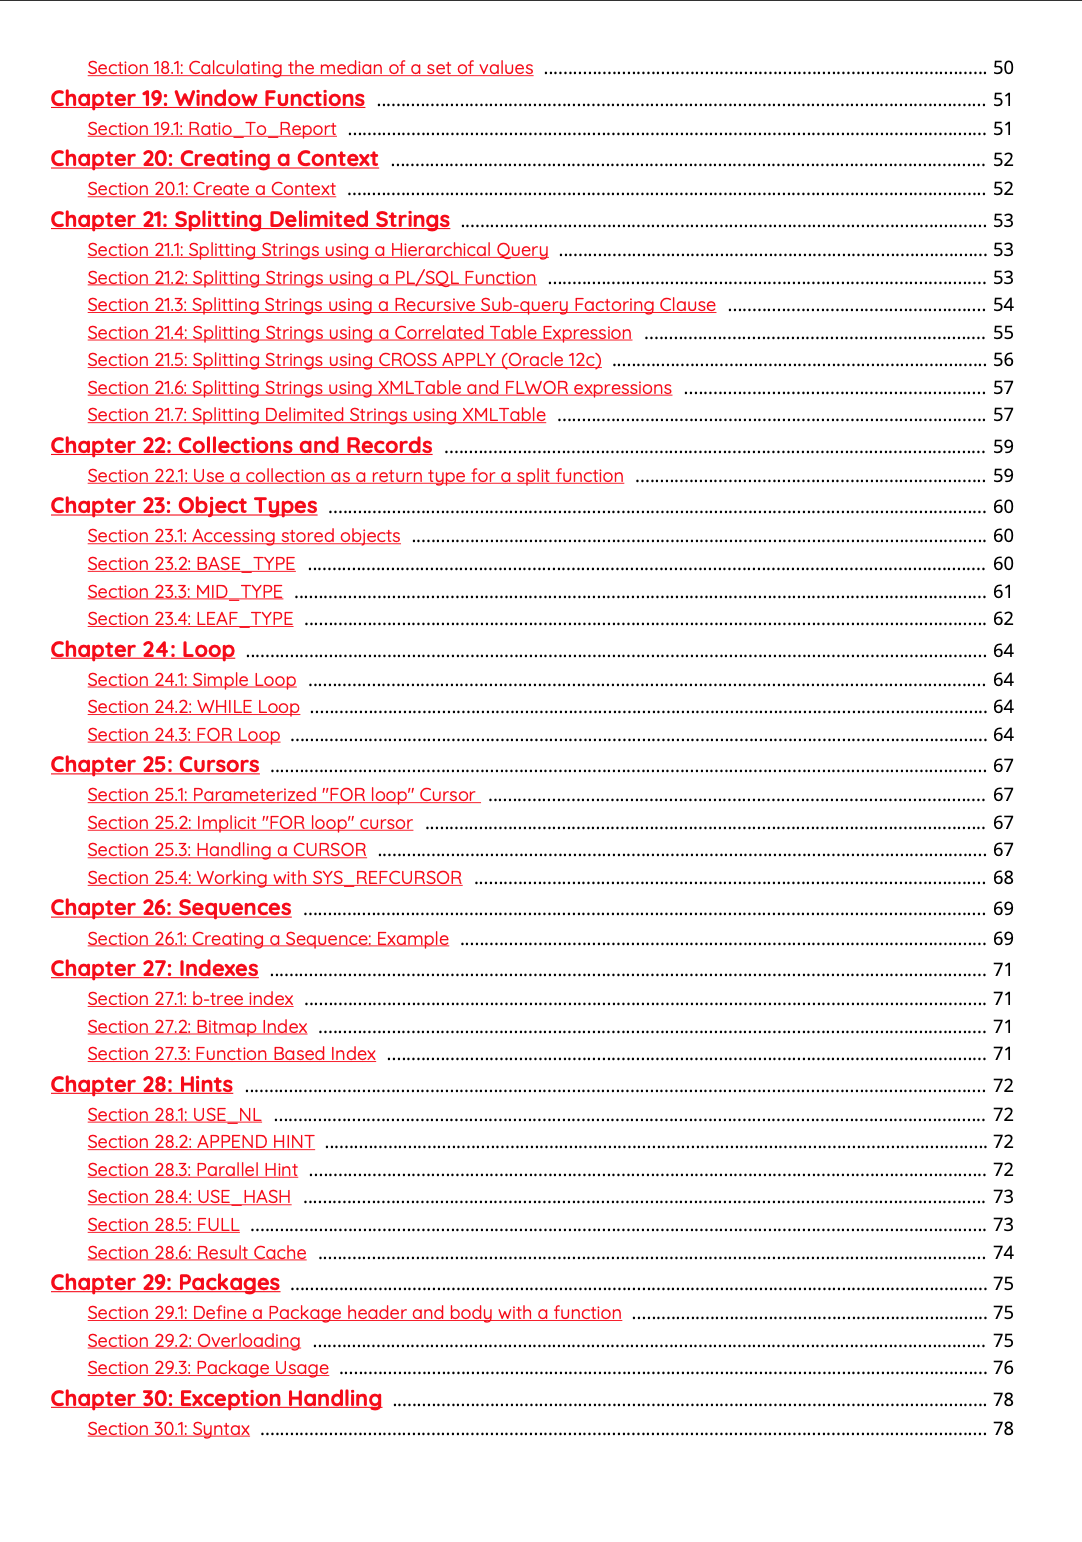 Section 18.1: Calculating the median of a set of values ................................................................ 50
Chapter 19: Window Functions ................................................................ 51
Section 19.1: Ratio_To_Report ................................................................ 51
Chapter 20: Creating a Context ................................................................ 52
Section 20.1: Create a Context ................................................................ 52
Chapter 21: Splitting Delimited Strings ................................................................ 53
Section 21.1: Splitting Strings using a Hierarchical Query ................................................................ 53
Section 21.2: Splitting Strings using a PL/SQL Function ................................................................ 53
Section 21.3: Splitting Strings using a Recursive Sub-query Factoring Clause ................................................................ 54
Section 21.4: Splitting Strings using a Correlated Table Expression ................................................................ 55
Section 21.5: Splitting Strings using CROSS APPLY (Oracle 12c) ................................................................ 56
Section 21.6: Splitting Strings using XMLTable and FLWOR expressions ................................................................ 57
Section 21.7: Splitting Delimited Strings using XMLTable ................................................................ 57
Chapter 22: Collections and Records ................................................................ 59
Section 22.1: Use a collection as a return type for a split function ................................................................ 59
Chapter 23: Object Types ................................................................ 60
Section 23.1: Accessing stored objects ................................................................ 60
Section 23.2: BASE_TYPE ................................................................ 60
Section 23.3: MID_TYPE ................................................................ 61
Section 23.4: LEAF_TYPE ................................................................ 62
Chapter 24: Loop ................................................................ 64
Section 24.1: Simple Loop ................................................................ 64
Section 24.2: WHILE Loop ................................................................ 64
Section 24.3: FOR Loop ................................................................ 64
Chapter 25: Cursors ................................................................ 67
Section 25.1: Parameterized "FOR loop" Cursor ................................................................ 67
Section 25.2: Implicit "FOR loop" cursor ................................................................ 67
Section 25.3: Handling a CURSOR ................................................................ 67
Section 25.4: Working with SYS_REFCURSOR ................................................................ 68
Chapter 26: Sequences ................................................................ 69
Section 26.1: Creating a Sequence: Example ................................................................ 69
Chapter 27: Indexes ................................................................ 71
Section 27.1: b-tree index ................................................................ 71
Section 27.2: Bitmap Index ................................................................ 71
Section 27.3: Function Based Index ................................................................ 71
Chapter 28: Hints ................................................................ 72
Section 28.1: USE_NL ................................................................ 72
Section 28.2: APPEND HINT ................................................................ 72
Section 28.3: Parallel Hint ................................................................ 72
Section 28.4: USE_HASH ................................................................ 73
Section 28.5: FULL ................................................................ 73
Section 28.6: Result Cache ................................................................ 74
Chapter 29: Packages ................................................................ 75
Section 29.1: Define a Package header and body with a function ................................................................ 75
Section 29.2: Overloading ................................................................ 75
Section 29.3: Package Usage ................................................................ 76
Chapter 30: Exception Handling ................................................................ 78
Section 30.1: Syntax ................................................................ 78